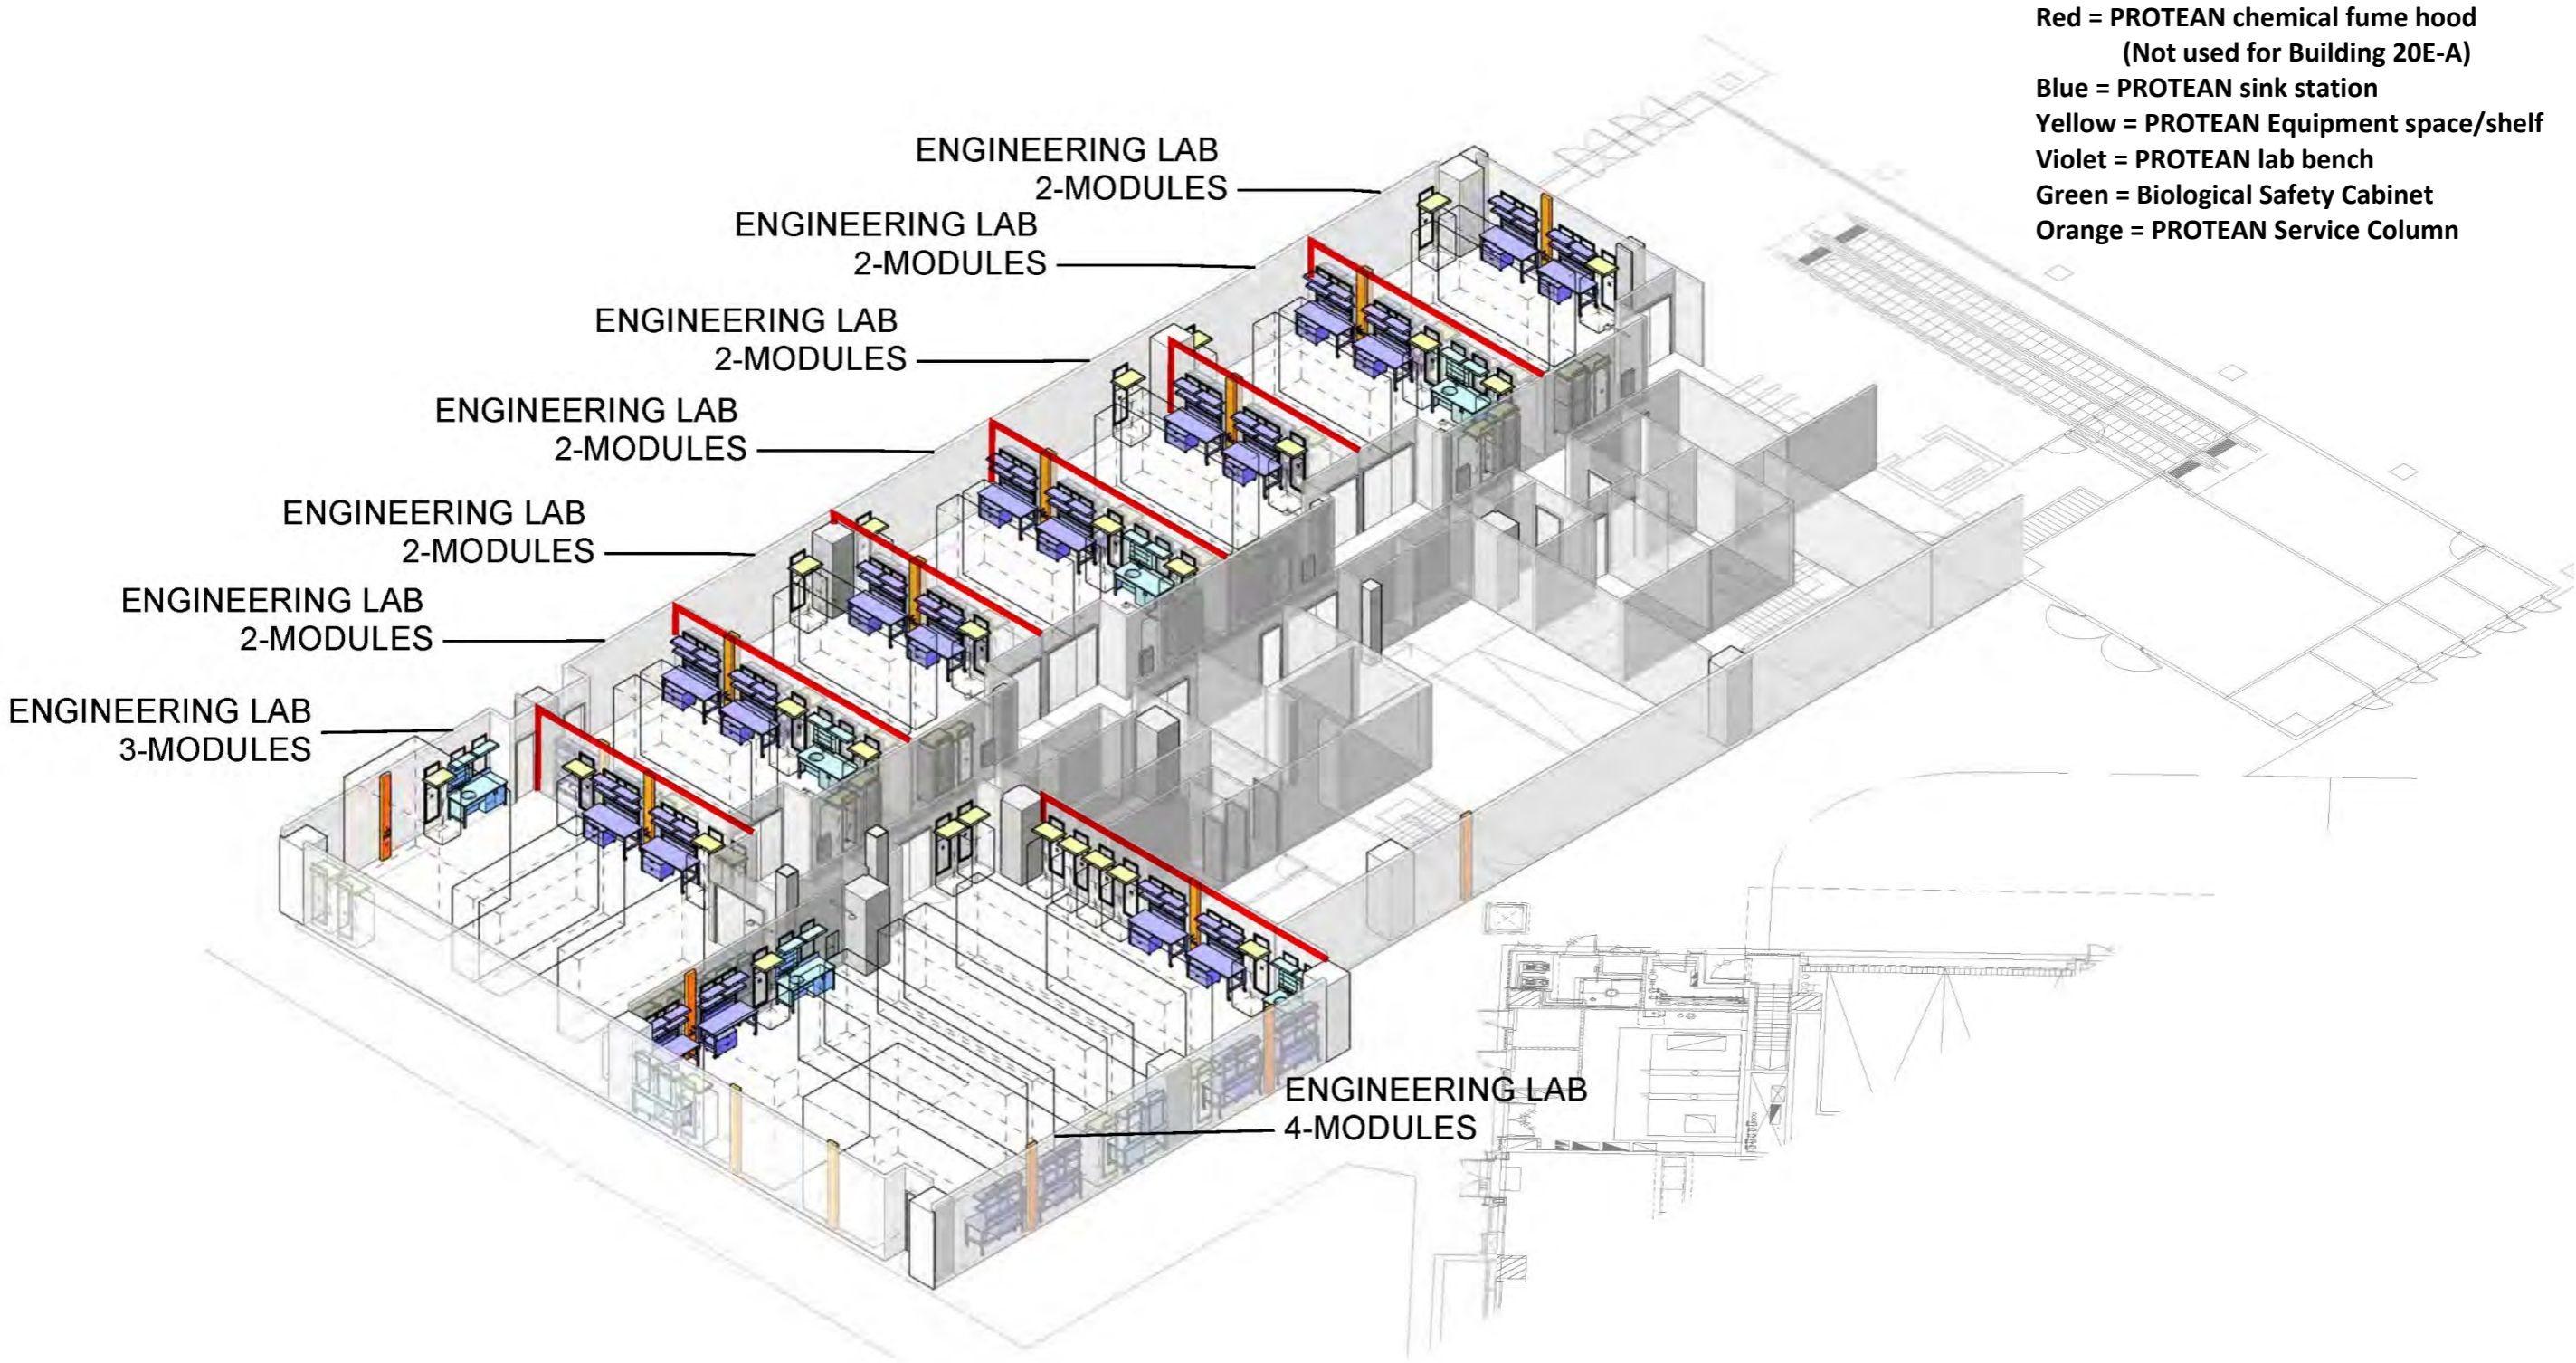 Red = PROTEAN chemical fume hood
(Not used for Building 20E-A)
Blue = PROTEAN sink station
Yellow = PROTEAN Equipment space/shelf
Violet = PROTEAN lab bench
Green = Biological Safety Cabinet
Orange = PROTEAN Service Column
ENGINEERING LAB
2-MODULES
ENGINEERING LAB
2-MODULES
ENGINEERING LAB
2-MODULES
ENGINEERING LAB
2-MODULES
ENGINEERING LAB
2-MODULES
ENGINEERING LAB
2-MODULES
ENGINEERING LAB
3-MODULES
ENGINEERING LAB
4-MODULES